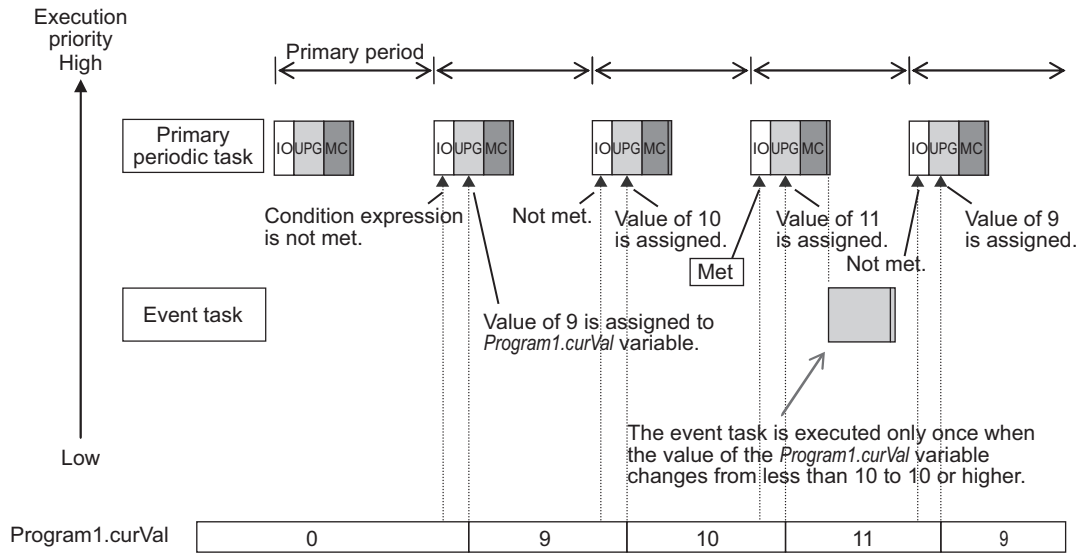 Execution
priority
High
Primary period
Primary
periodic task
IO UPG MC
IO UPG MC
IO UPG MC
IO UPG MC
IO UPG MC
Condition expression
is not met.
Not met.
Value of 10
is assigned.
Met
Value of 11
is assigned.
Not met.
Value of 9
is assigned.
Event task
Value of 9 is assigned to
Program1.curVal variable.
The event task is executed only once when
the value of the Program1.curVal variable
changes from less than 10 to 10 or higher.
Low
Program1.curVal
0
9
10
11
9